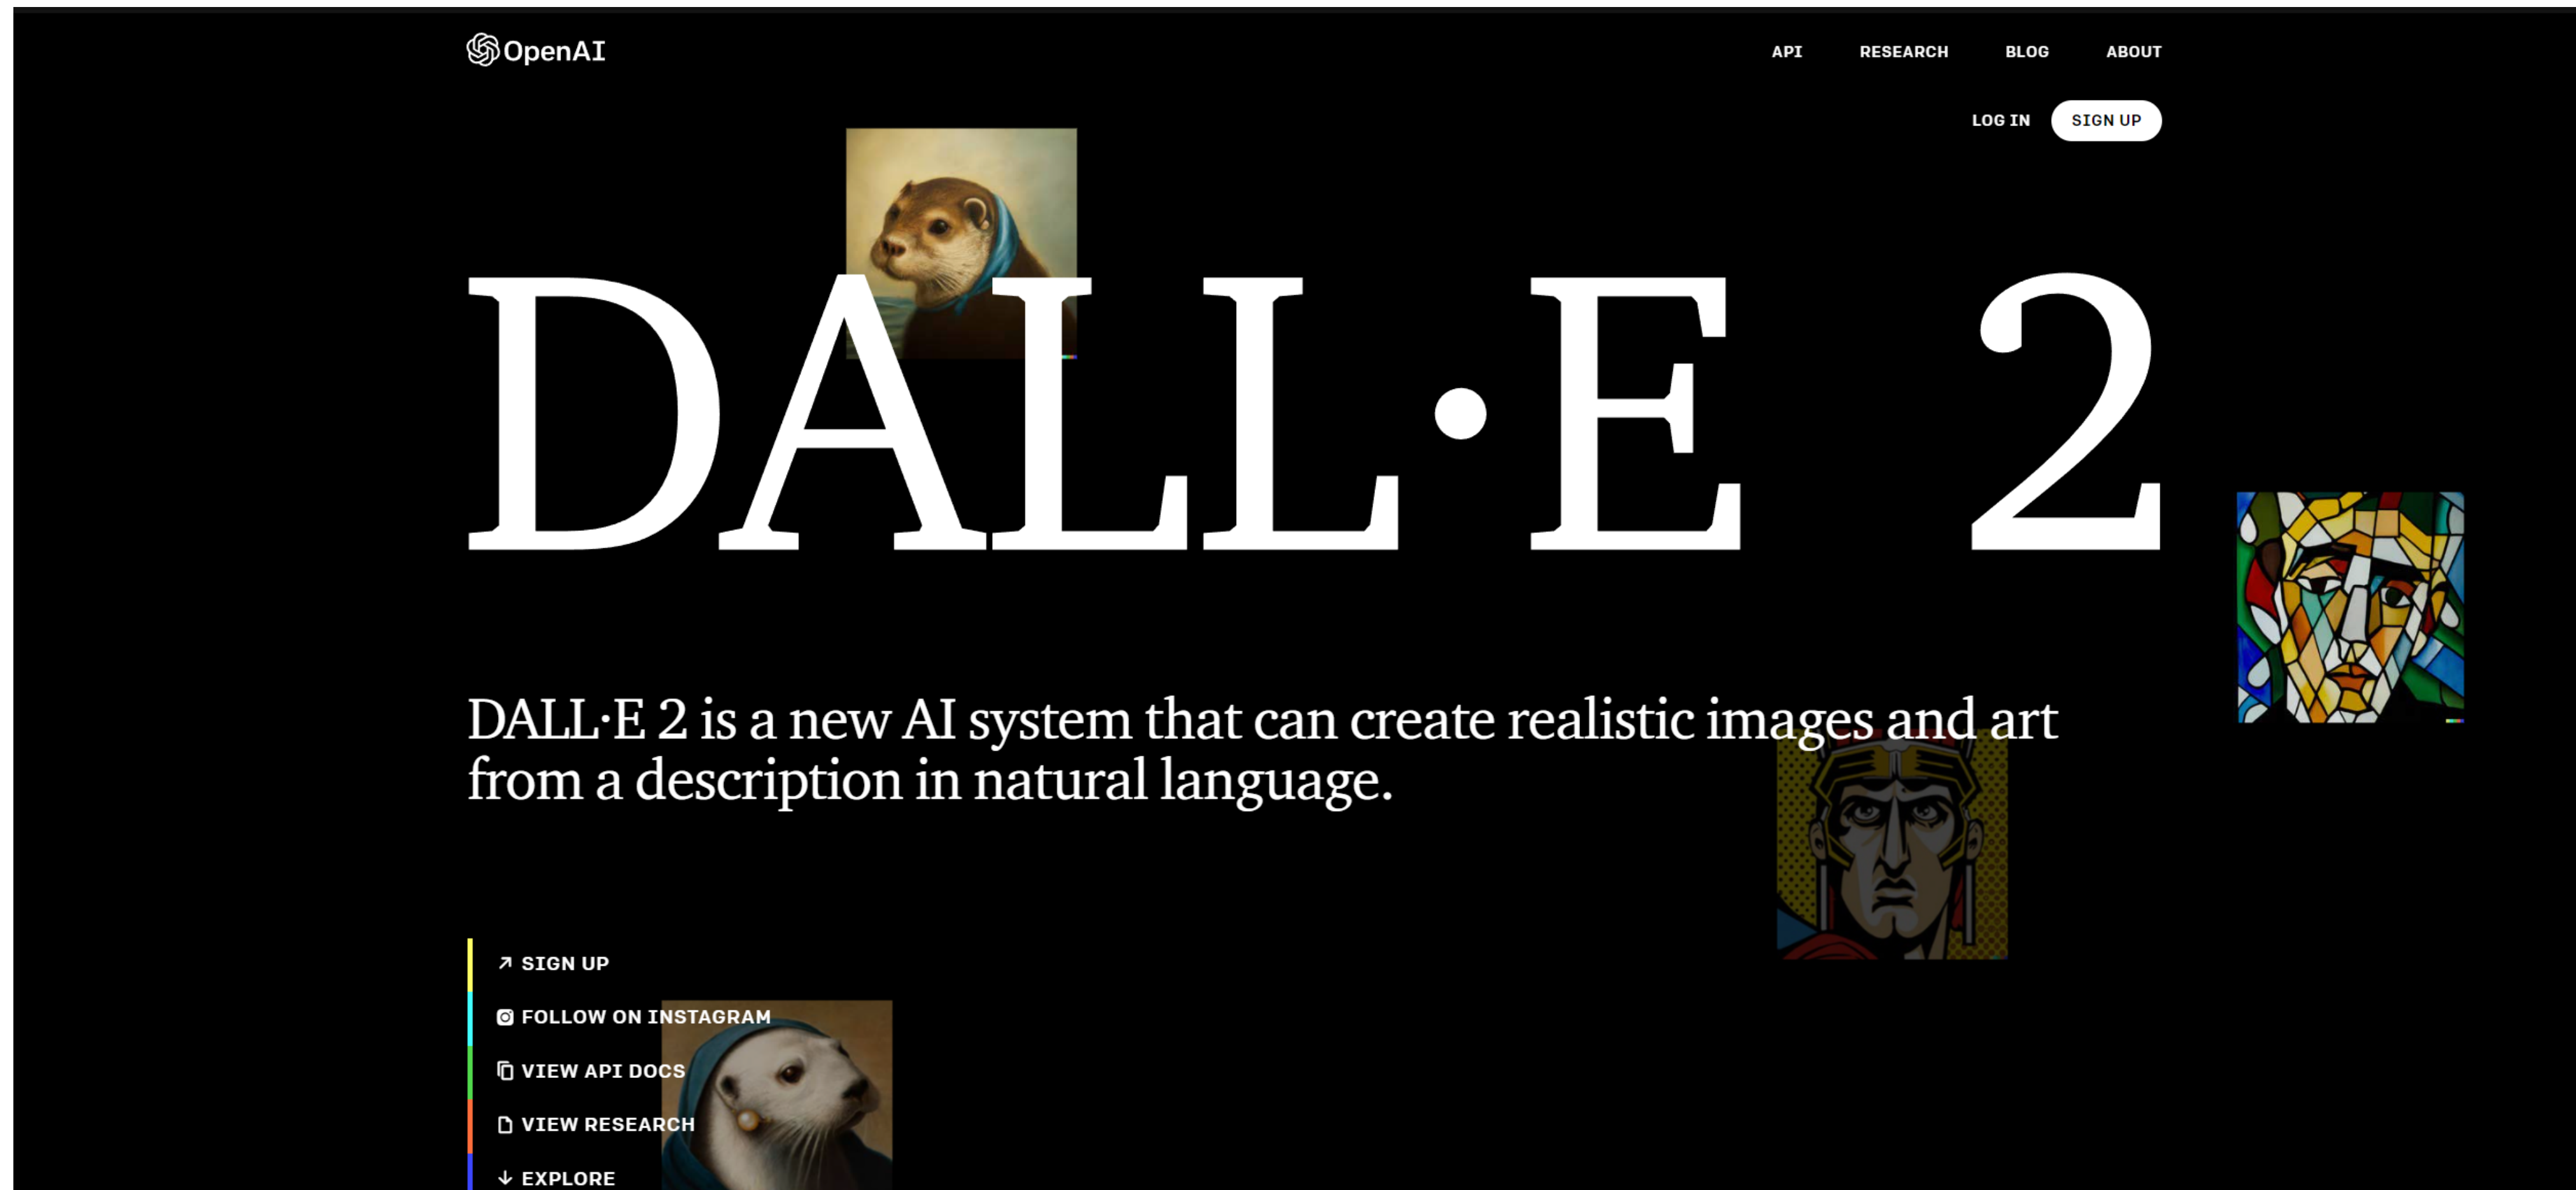 OpenAI
API RESEARCH BLOG ABOUT
LOG IN SIGN UP
DALL·E 2
DALL·E 2 is a new AI system that can create realistic images and art
from a description in natural language.
SIGN UP
FOLLOW ON INSTAGRAM
VIEW API DOCS
VIEW RESEARCH
EXPLORE